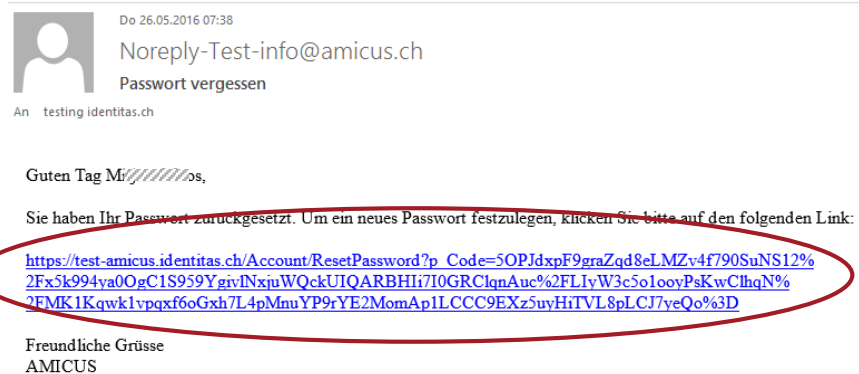 Do 26.05.2016 07:38
Noreply-Test-info@amicus.ch
Passwort vergessen
An testing identitas.ch
Guten Tag
Sie haben Ihr Passwort zurückgesetzt. Um ein neues Passwort festzulegen, klicken Sie bitte auf den folgenden Link:
https://test-amicus.identitas.ch/Account/ResetPassword?p_Code=5OPJdxpF9graZqd8eLMZv4f790SuNS12%
2Fx5k994ya0OgC1S959YgivlNxjuWQckUIQARBHIi7I0GRClqnAuc%2FLIyW3c5o1ooyPsKwClhqN%
2FMK1Kqwk1vpqxf6oGxh7L4pMnuYP9rYE2MomAp1LCCC9EXz5uyHiTVL8pLCJ7yeQo%3D
Freundliche Grüsse
AMICUS